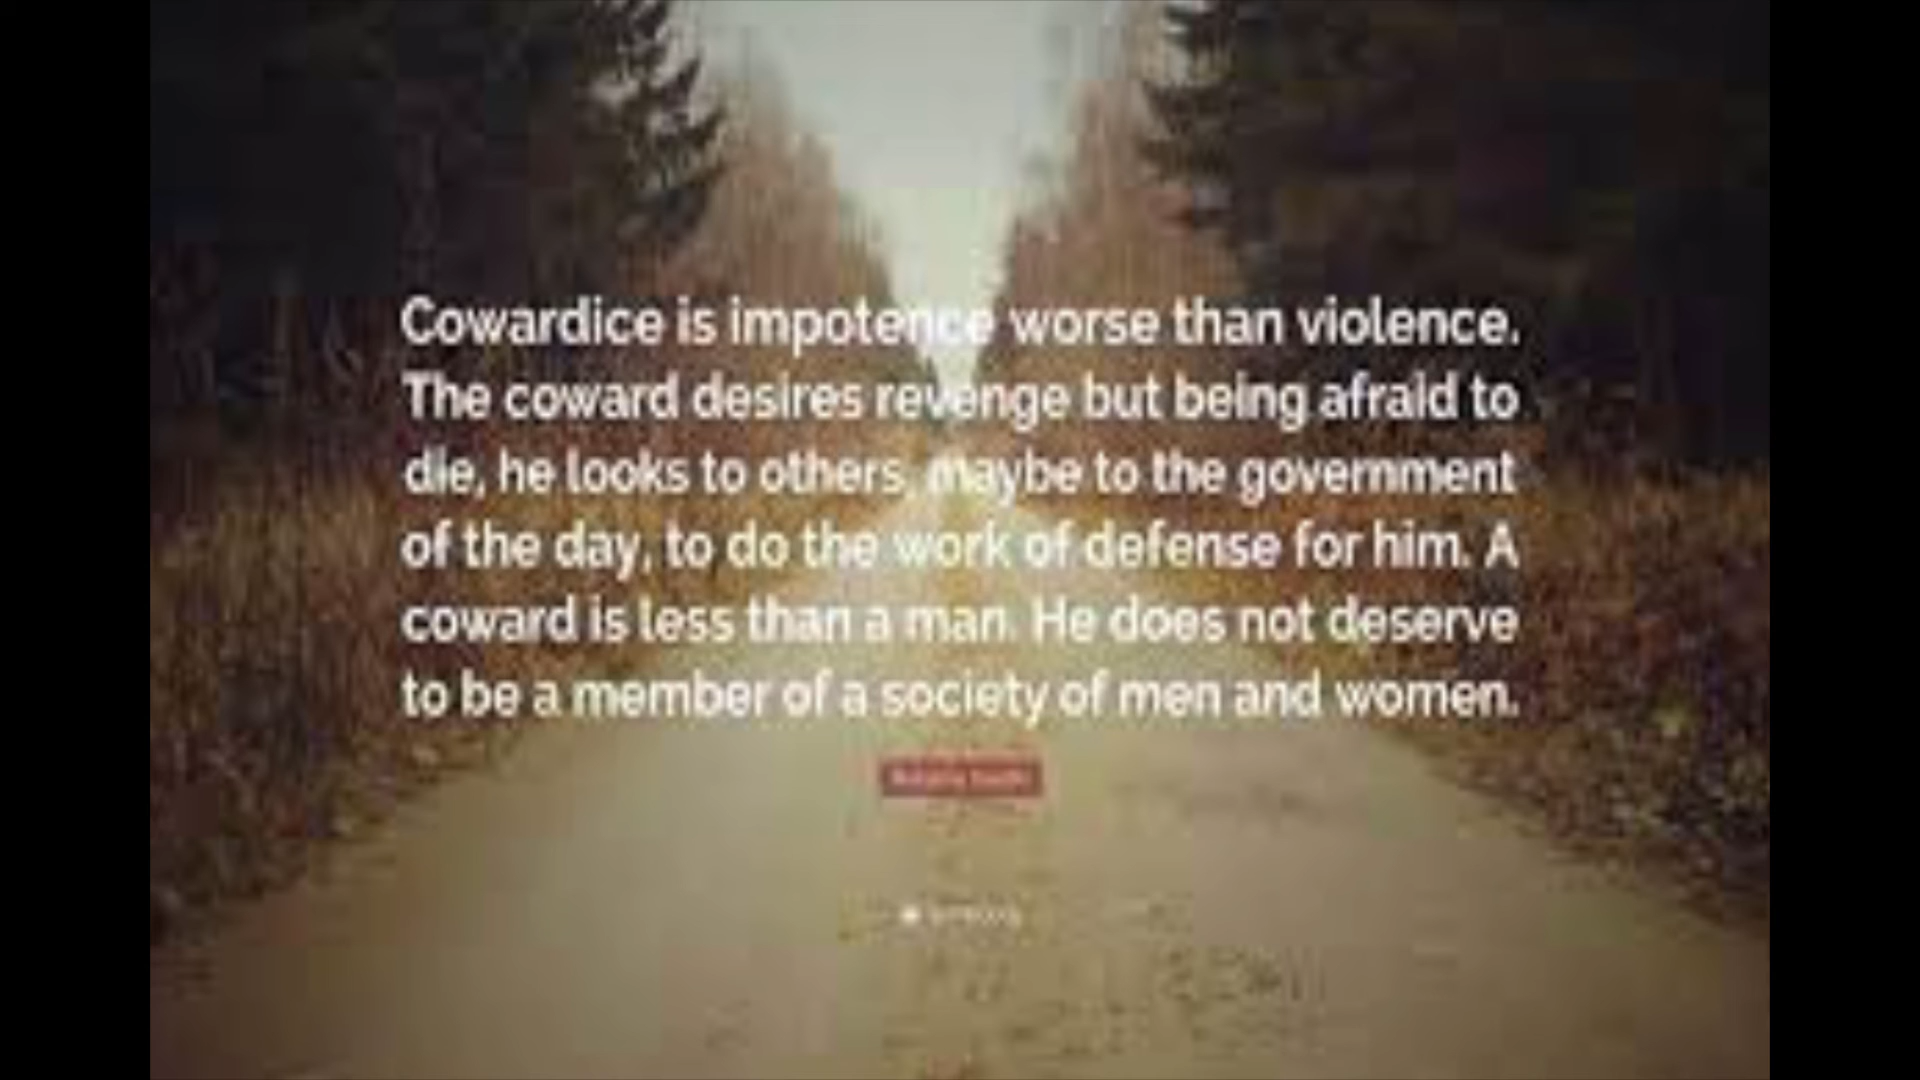 Cowardice is impotence worse than violence.
The coward desires revenge but being afraid to
die, he looks to others, maybe to the government
of the day, to do the work of defense for him. A
coward is less than a man. He does not deserve
to be a member of a society of men and women.